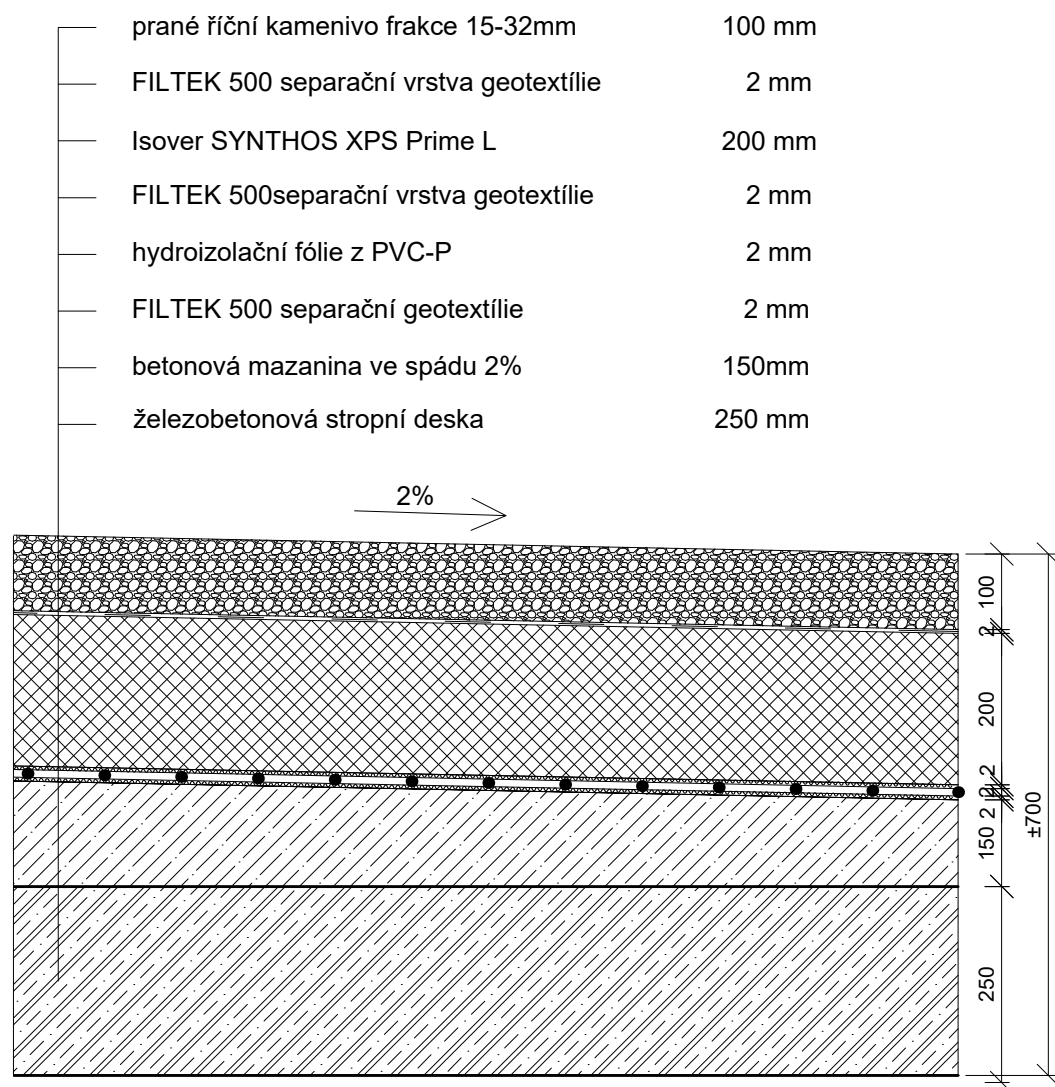 prané říční kamenivo frakce 15-32mm 100 mm
FILTEK 500 separační vrstva geotextílie 2 mm
Isover SYNTHOS XPS Prime L 200 mm
FILTEK 500separační vrstva geotextílie 2 mm
hydroizolační fólie z PVC-P 2 mm
FILTEK 500 separační geotextílie 2 mm
betonová mazanina ve spádu 2% 150mm
železobetonová stropní deska 250 mm
2%
100
2
200
2
2
2
150
250
±700